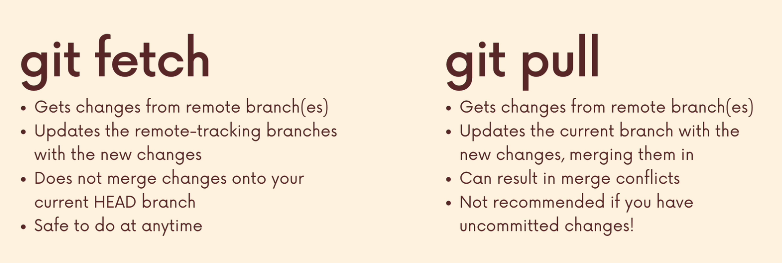 git fetch
• Gets changes from remote branch(es)
• Updates the remote-tracking branches
with the new changes
• Does not merge changes onto your
current HEAD branch
• Safe to do at anytime
git pull
• Gets changes from remote branch(es)
• Updates the current branch with the
new changes, merging them in
• Can result in merge conflicts
• Not recommended if you have
uncommitted changes!